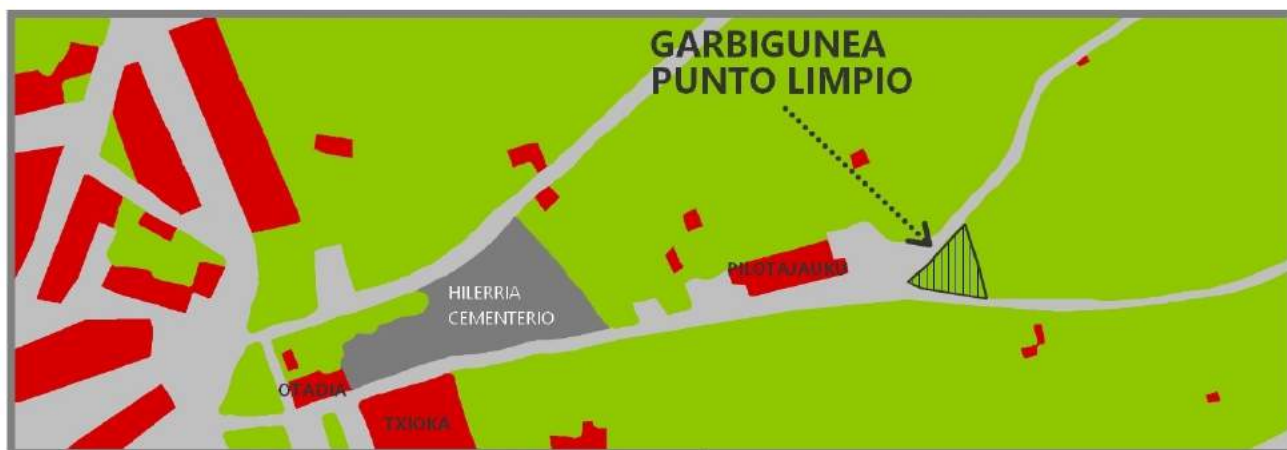 GARBIGUNEA
PUNTO LIMPIO
PILOTAJAUKU
HILERRIA
CEMENTERIO
OTADIA
TXIOKA